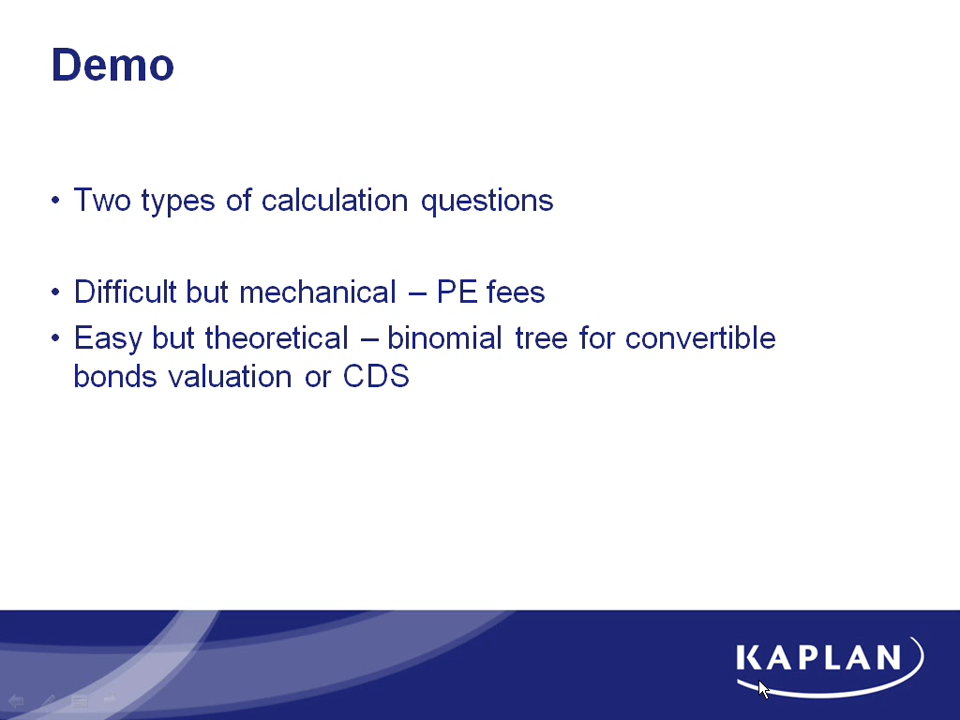 Demo
• Two types of calculation questions
• Difficult but mechanical – PE fees
• Easy but theoretical – binomial tree for convertible
bonds valuation or CDS
KAPLAN